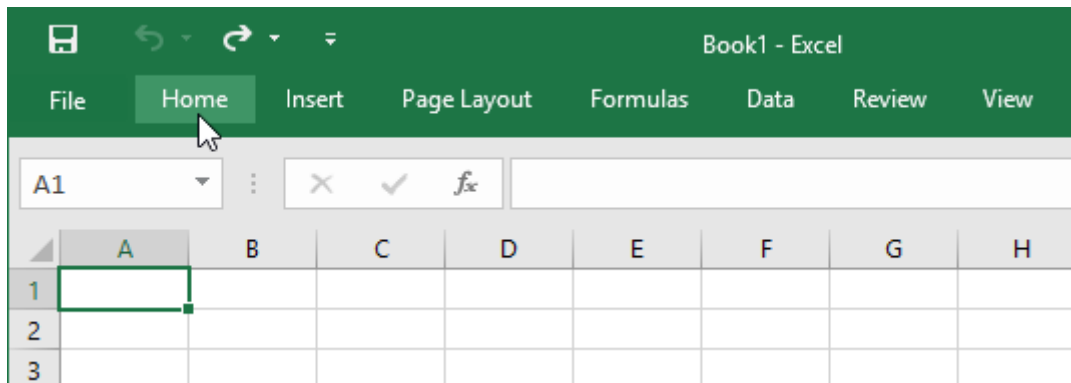 Book1 - Excel
File Home Insert Page Layout Formulas Data Review View
A1 fx
A B C D E F G H
1
2
3